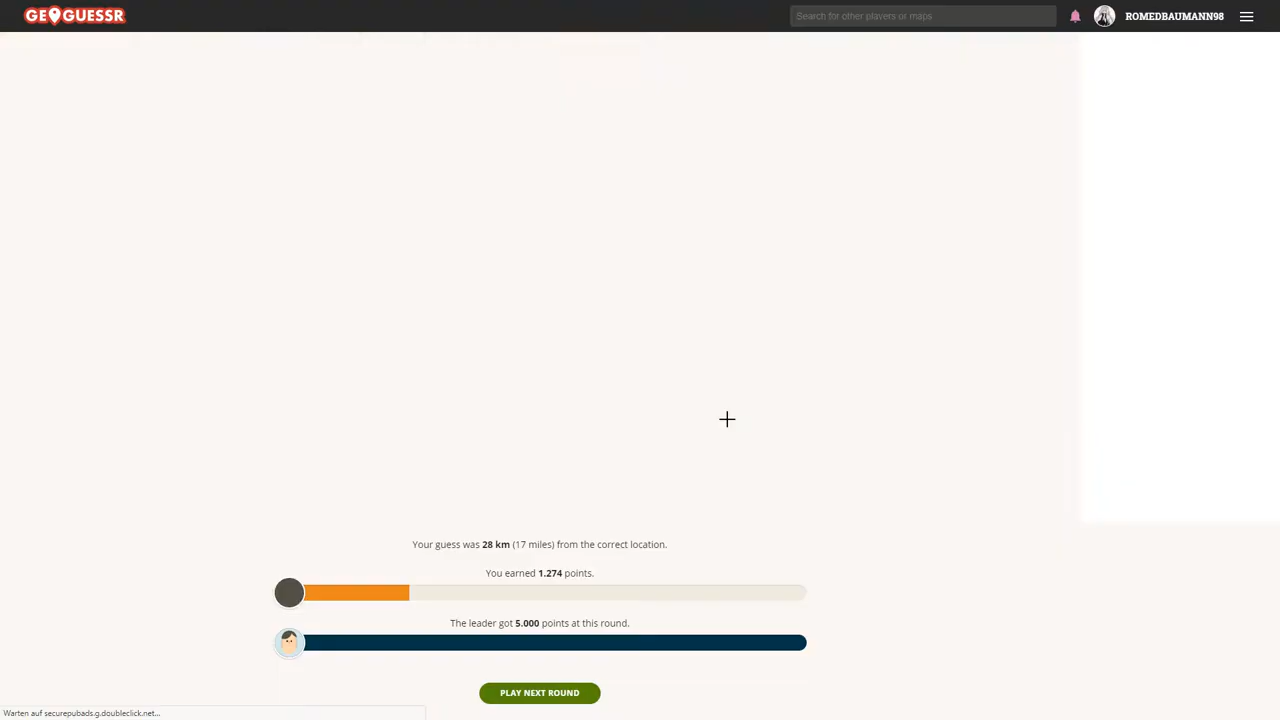 GEOGUESSR
Search for other players or maps
ROMEDBAUMANN98
Your guess was 28 km (17 miles) from the correct location.
You earned 1.274 points.
The leader got 5.000 points at this round.
PLAY NEXT ROUND
Warten auf securepubads.g.doubleclick.net...